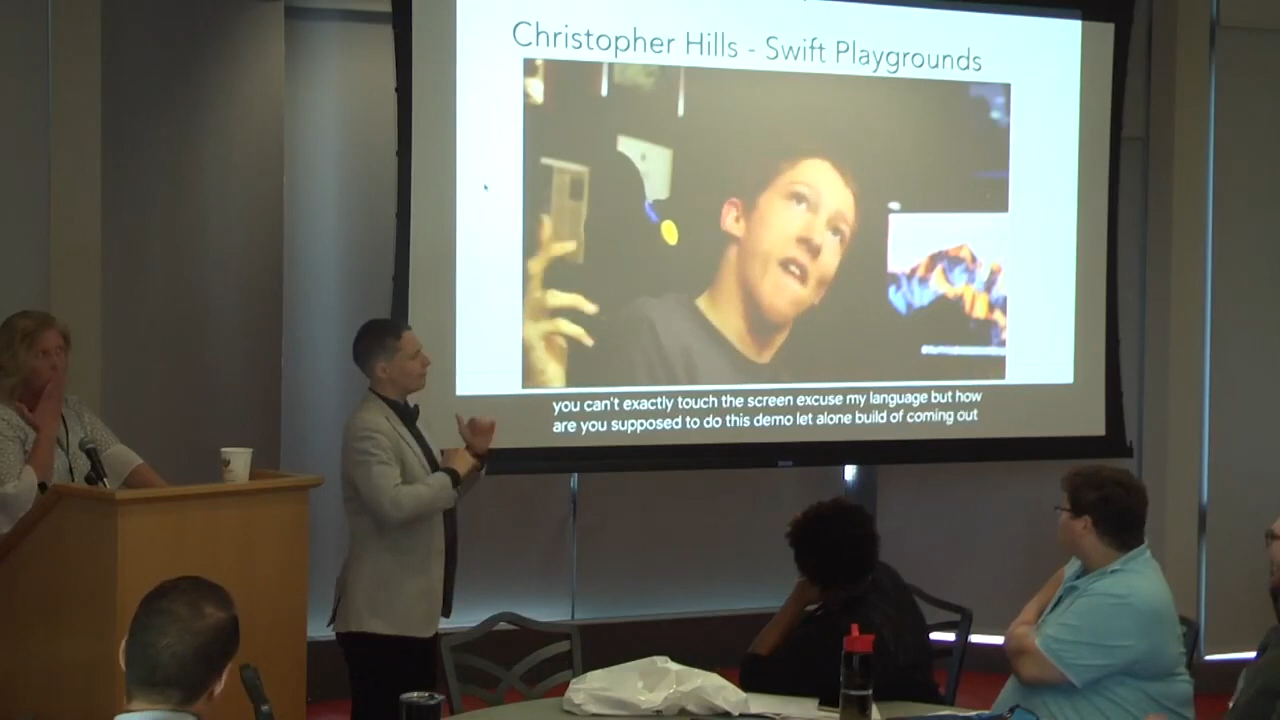 Christopher Hills - Swift Playgrounds
you can't exactly touch the screen excuse my language but how
are you supposed to do this demo let alone build of coming out